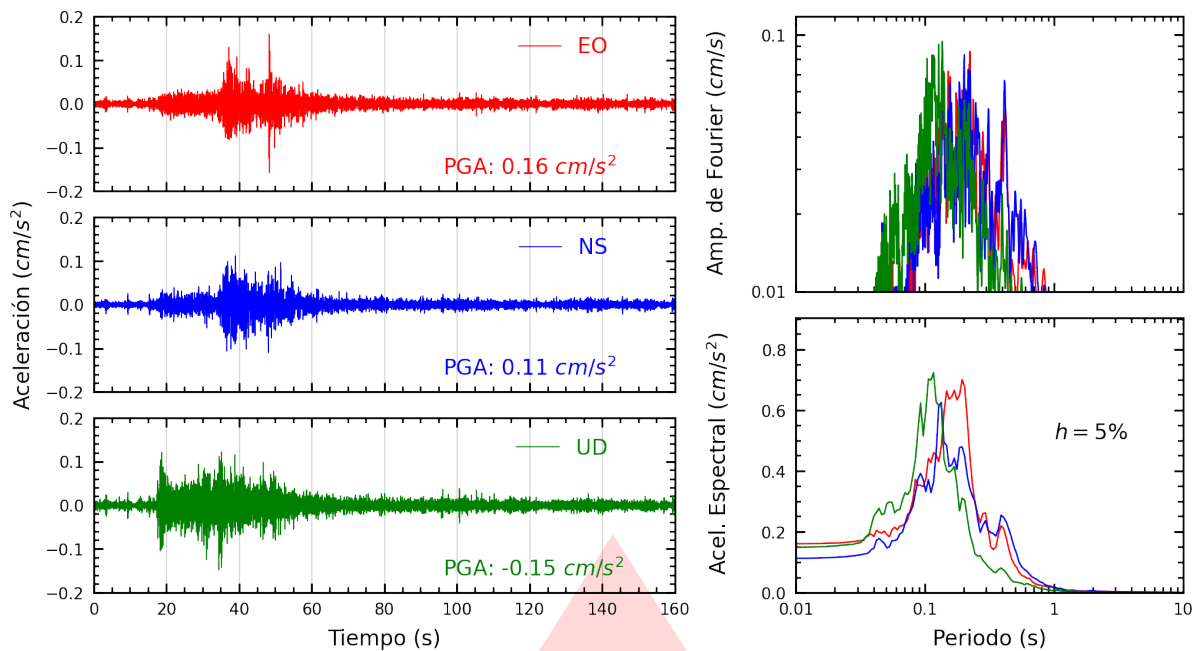 Aceleración (cm/s²)
0.2
0.1
0.0
−0.1
−0.2
EO
PGA: 0.16 cm/s²
0.2
0.1
0.0
−0.1
−0.2
NS
PGA: 0.11 cm/s²
0.2
0.1
0.0
−0.1
−0.2
UD
PGA: -0.15 cm/s²
0 20 40 60 80 100 120 140 160
Tiempo (s)
Amp. de Fourier (cm/s)
0.1
0.01
Acel. Espectral (cm/s²)
0.8
0.6
0.4
0.2
0.0
h = 5%
0.01 0.1 1 10
Periodo (s)